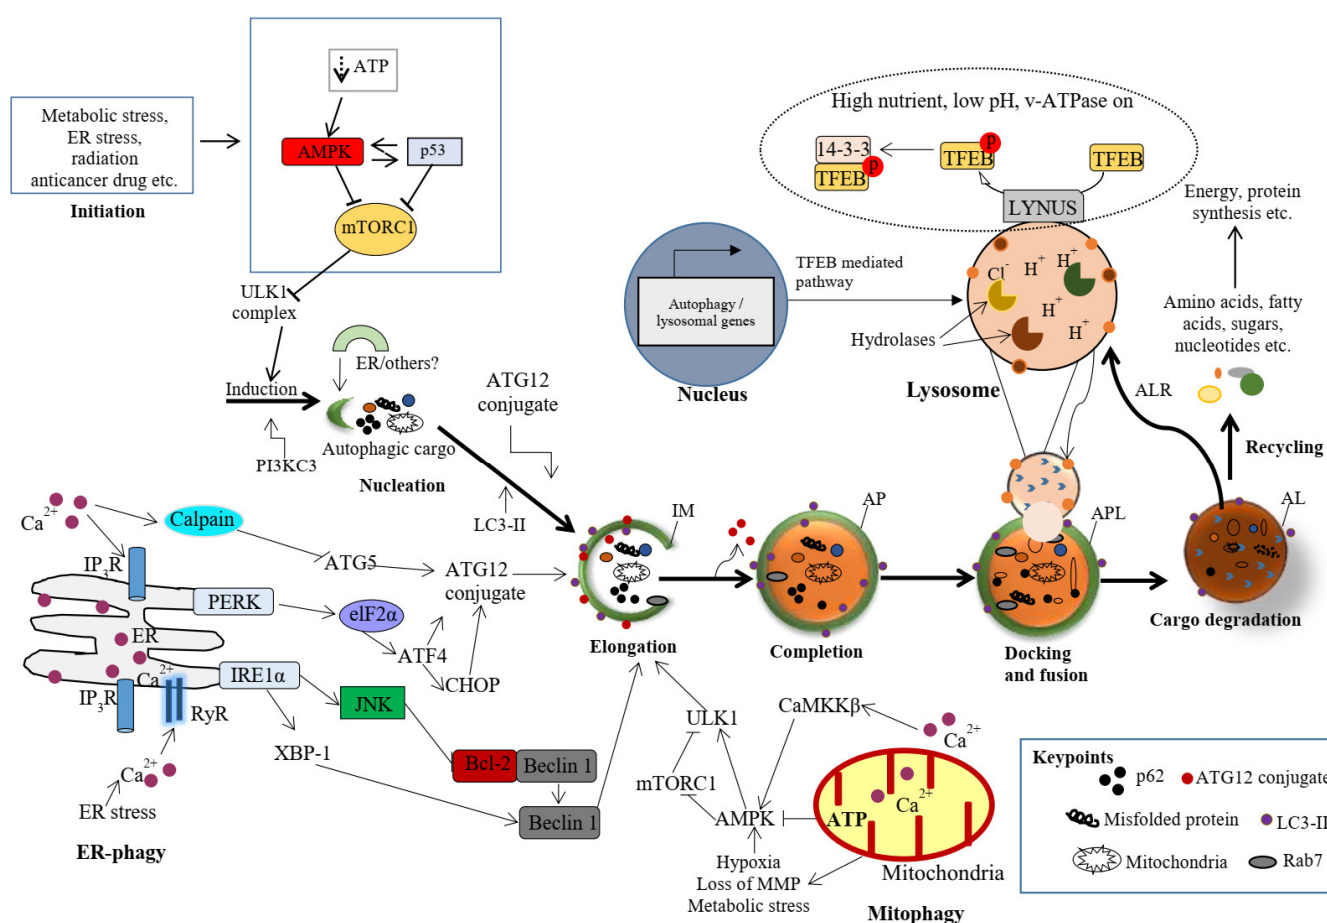 Metabolic stress,
ER stress,
radiation
anticancer drug etc.
Initiation
ATP
AMPK
p53
mTORC1
ULK1
complex
Induction
PI3KC3
ER/others?
Autophagic cargo
Nucleation
ATG12
conjugate
LC3-II
High nutrient, low pH, v-ATPase on
14-3-3
TFEB
p
TFEB
p
TFEB
LYNUS
Cl-
H+
H+
H+
H+
H+
Hydrolases
Lysosome
TFEB mediated
pathway
Autophagy /
lysosomal genes
Nucleus
Energy, protein
synthesis etc.
Amino acids, fatty
acids, sugars,
nucleotides etc.
ALR
Recycling
IM
Elongation
AP
Completion
APL
Docking
and fusion
AL
Cargo degradation
Ca2+
Calpain
ATG5
ATG12
conjugate
IP3R
PERK
eIF2α
ATF4
CHOP
ER
Ca2+
IRE1α
IP3R
RyR
JNK
XBP-1
Bcl-2
Beclin 1
Beclin 1
Ca2+
ER stress
ER-phagy
ULK1
mTORC1
AMPK
CaMKKβ
Ca2+
Ca2+
ATP
Hypoxia
Loss of MMP
Metabolic stress
Mitochondria
Mitophagy
Keypoints
p62
ATG12 conjugate
Misfolded protein
LC3-II
Mitochondria
Rab7